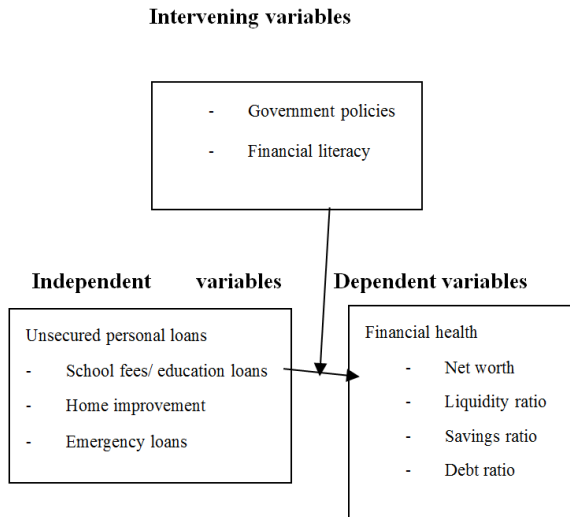 Intervening variables
- Government policies
- Financial literacy
Independent variables
Dependent variables
Unsecured personal loans
- School fees/ education loans
- Home improvement
- Emergency loans
Financial health
- Net worth
- Liquidity ratio
- Savings ratio
- Debt ratio